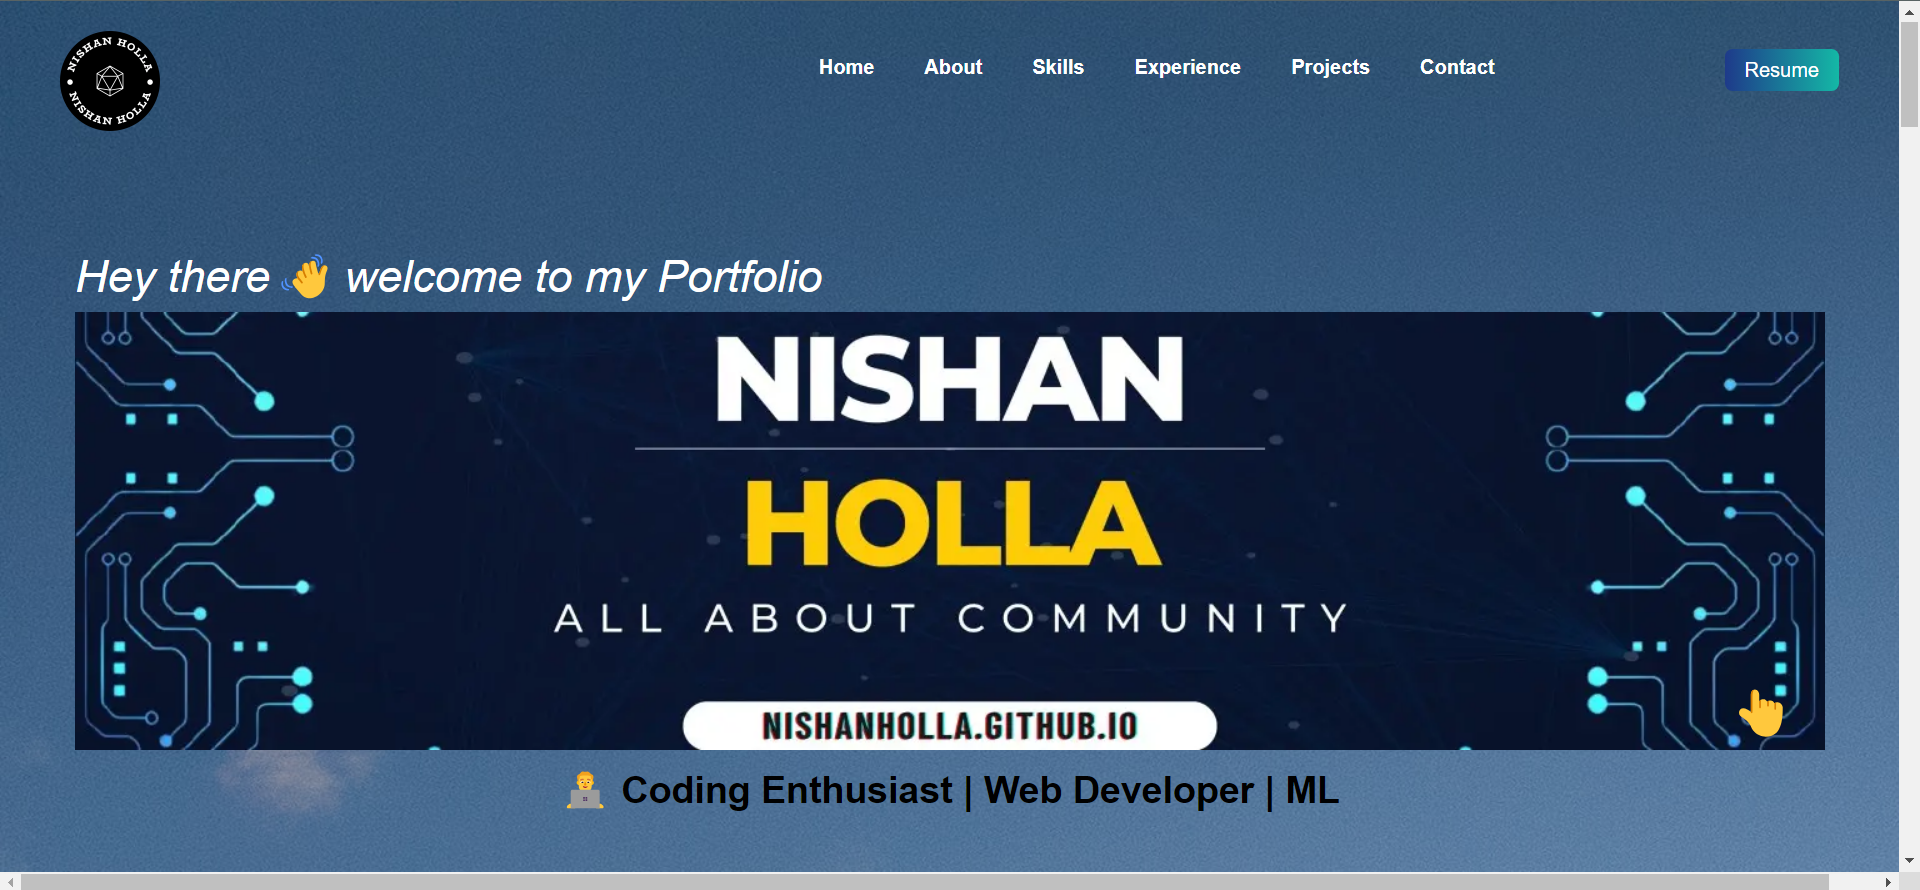 NISHAN HOLLA
NISHAN HOLLA
Home About Skills Experience Projects Contact Resume
Hey there 👋 welcome to my Portfolio
NISHAN
HOLLA
ALL ABOUT COMMUNITY
NISHANHOLLA.GITHUB.IO
👨‍💻 Coding Enthusiast | Web Developer | ML